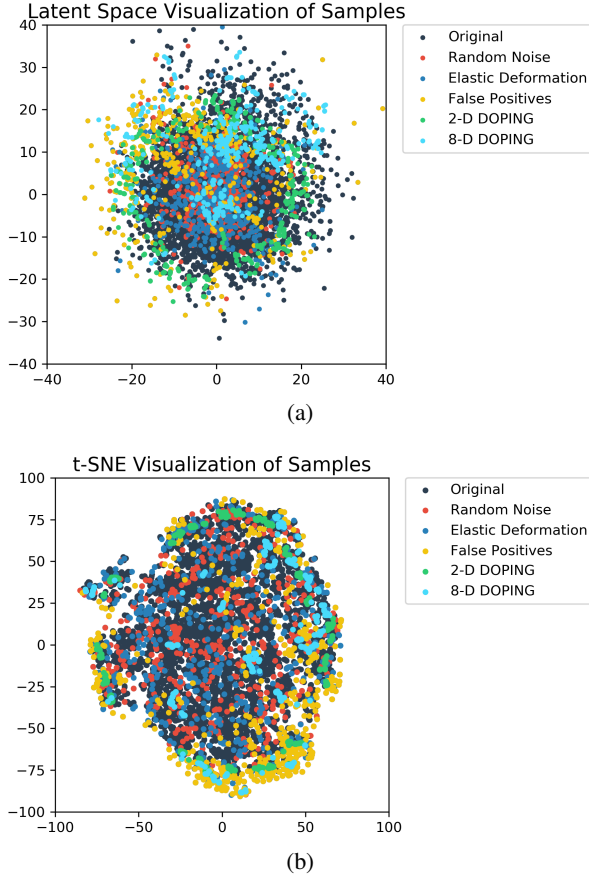 Latent Space Visualization of Samples
40
30
20
10
0
−10
−20
−30
−40
−40 −20 0 20 40
Original
Random Noise
Elastic Deformation
False Positives
2-D DOPING
8-D DOPING
(a)
t-SNE Visualization of Samples
100
75
50
25
0
−25
−50
−75
−100
−100 −50 0 50 100
Original
Random Noise
Elastic Deformation
False Positives
2-D DOPING
8-D DOPING
(b)